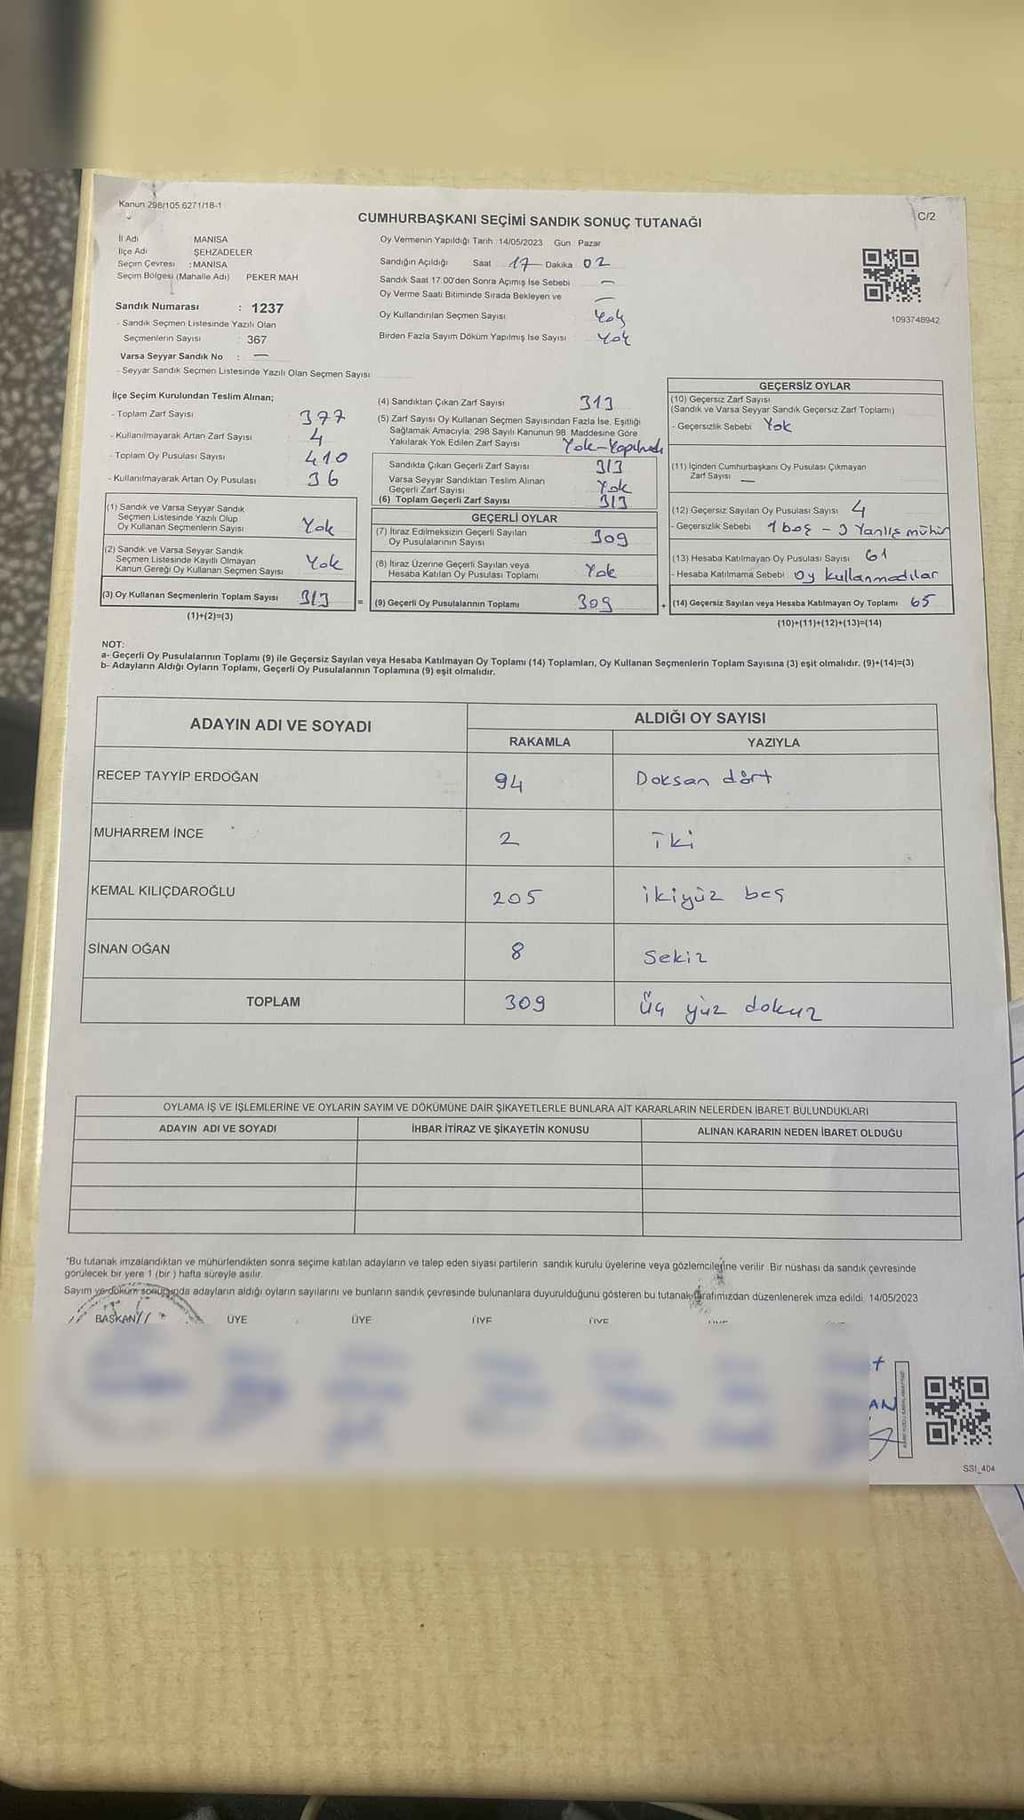 Kanun 298/105 6271/18-1
CUMHURBAŞKANI SEÇİMİ SANDIK SONUÇ TUTANAĞI
C/2
İl Adı MANİSA
İlçe Adı ŞEHZADELER
Seçim Çevresi : MANİSA
Seçim Bölgesi (Mahalle Adı) PEKER MAH
Sandık Numarası : 1237
- Sandık Seçmen Listesinde Yazılı Olan
Seçmenlerin Sayısı 367
Varsa Seyyar Sandık No : —
- Seyyar Sandık Seçmen Listesinde Yazılı Olan Seçmen Sayısı
Oy Vermenin Yapıldığı Tarih : 14/05/2023 Gün : Pazar
Sandığın Açıldığı Saat 17 Dakika 02
Sandık Saat 17:00'den Sonra Açımış İse Sebebi —
Oy Verme Saati Bitiminde Sırada Bekleyen ve —
Oy Kullandırılan Seçmen Sayısı Yok
Birden Fazla Sayım Döküm Yapılmış İse Sayısı Yok
1093748942
İlçe Seçim Kurulundan Teslim Alınan;
- Toplam Zarf Sayısı 377
- Kullanılmayarak Artan Zarf Sayısı 4
- Toplam Oy Pusulası Sayısı 410
- Kullanılmayarak Artan Oy Pusulası 36
(1) Sandık ve Varsa Seyyar Sandık
Seçmen Listesinde Yazılı Olup
Oy Kullanan Seçmenlerin Sayısı Yok
(2) Sandık ve Varsa Seyyar Sandık
Seçmen Listesinde Kayıtlı Olmayan
Kanun Gereği Oy Kullanan Seçmen Sayısı Yok
(3) Oy Kullanan Seçmenlerin Toplam Sayısı 313
(1)+(2)=(3)
(4) Sandıktan Çıkan Zarf Sayısı 313
(5) Zarf Sayısı Oy Kullanan Seçmen Sayısından Fazla İse, Eşitliği
Sağlamak Amacıyla, 298 Sayılı Kanunun 98. Maddesine Göre
Yakılarak Yok Edilen Zarf Sayısı Yok-Yapılmadı
Sandıkta Çıkan Geçerli Zarf Sayısı 313
Varsa Seyyar Sandıktan Teslim Alınan
Geçerli Zarf Sayısı Yok
(6) Toplam Geçerli Zarf Sayısı 313
GEÇERLİ OYLAR
(7) İtiraz Edilmeksizin Geçerli Sayılan
Oy Pusulalarının Sayısı 309
(8) İtiraz Üzerine Geçerli Sayılan veya
Hesaba Katılan Oy Pusulası Toplamı Yok
= (9) Geçerli Oy Pusulalarının Toplamı 309
GEÇERSİZ OYLAR
(10) Geçersiz Zarf Sayısı
(Sandık ve Varsa Seyyar Sandık Geçersiz Zarf Toplamı)
- Geçersizlik Sebebi Yok
(11) İçinden Cumhurbaşkanı Oy Pusulası Çıkmayan
Zarf Sayısı —
(12) Geçersiz Sayılan Oy Pusulası Sayısı 4
- Geçersizlik Sebebi 1 boş - 3 Yanlış mühür
(13) Hesaba Katılmayan Oy Pusulası Sayısı 61
- Hesaba Katılmama Sebebi Oy kullanmadılar
+ (14) Geçersiz Sayılan veya Hesaba Katılmayan Oy Toplamı 65
(10)+(11)+(12)+(13)=(14)
NOT:
a- Geçerli Oy Pusulalarının Toplamı (9) ile Geçersiz Sayılan veya Hesaba Katılmayan Oy Toplamı (14) Toplamları, Oy Kullanan Seçmenlerin Toplam Sayısına (3) eşit olmalıdır. (9)+(14)=(3)
b- Adayların Aldığı Oyların Toplamı, Geçerli Oy Pusulalarının Toplamına (9) eşit olmalıdır.
ADAYIN ADI VE SOYADI
ALDIĞI OY SAYISI
RAKAMLA YAZIYLA
RECEP TAYYİP ERDOĞAN 94 Doksan dört
MUHARREM İNCE 2 iki
KEMAL KILIÇDAROĞLU 205 ikiyüz beş
SİNAN OĞAN 8 Sekiz
TOPLAM 309 Üç yüz dokuz
OYLAMA İŞ VE İŞLEMLERİNE VE OYLARIN SAYIM VE DÖKÜMÜNE DAİR ŞİKAYETLERLE BUNLARA AİT KARARLARIN NELERDEN İBARET BULUNDUKLARI
ADAYIN ADI VE SOYADI İHBAR İTİRAZ VE ŞİKAYETİN KONUSU ALINAN KARARIN NEDEN İBARET OLDUĞU
*Bu tutanak imzalandıktan ve mühürlendikten sonra seçime katılan adayların ve talep eden siyasi partilerin sandık kurulu üyelerine veya gözlemcilerine verilir. Bir nüshası da sandık çevresinde
görülecek bir yere 1 (bir ) hafta süreyle asılır.
Sayım ve döküm sonucunda adayların aldığı oyların sayılarını ve bunların sandık çevresinde bulunanlara duyurulduğunu gösteren bu tutanak tarafımızdan düzenlenerek imza edildi. 14/05/2023
BAŞKAN ÜYE ÜYE ÜYE ÜYE
AN
SSI_404